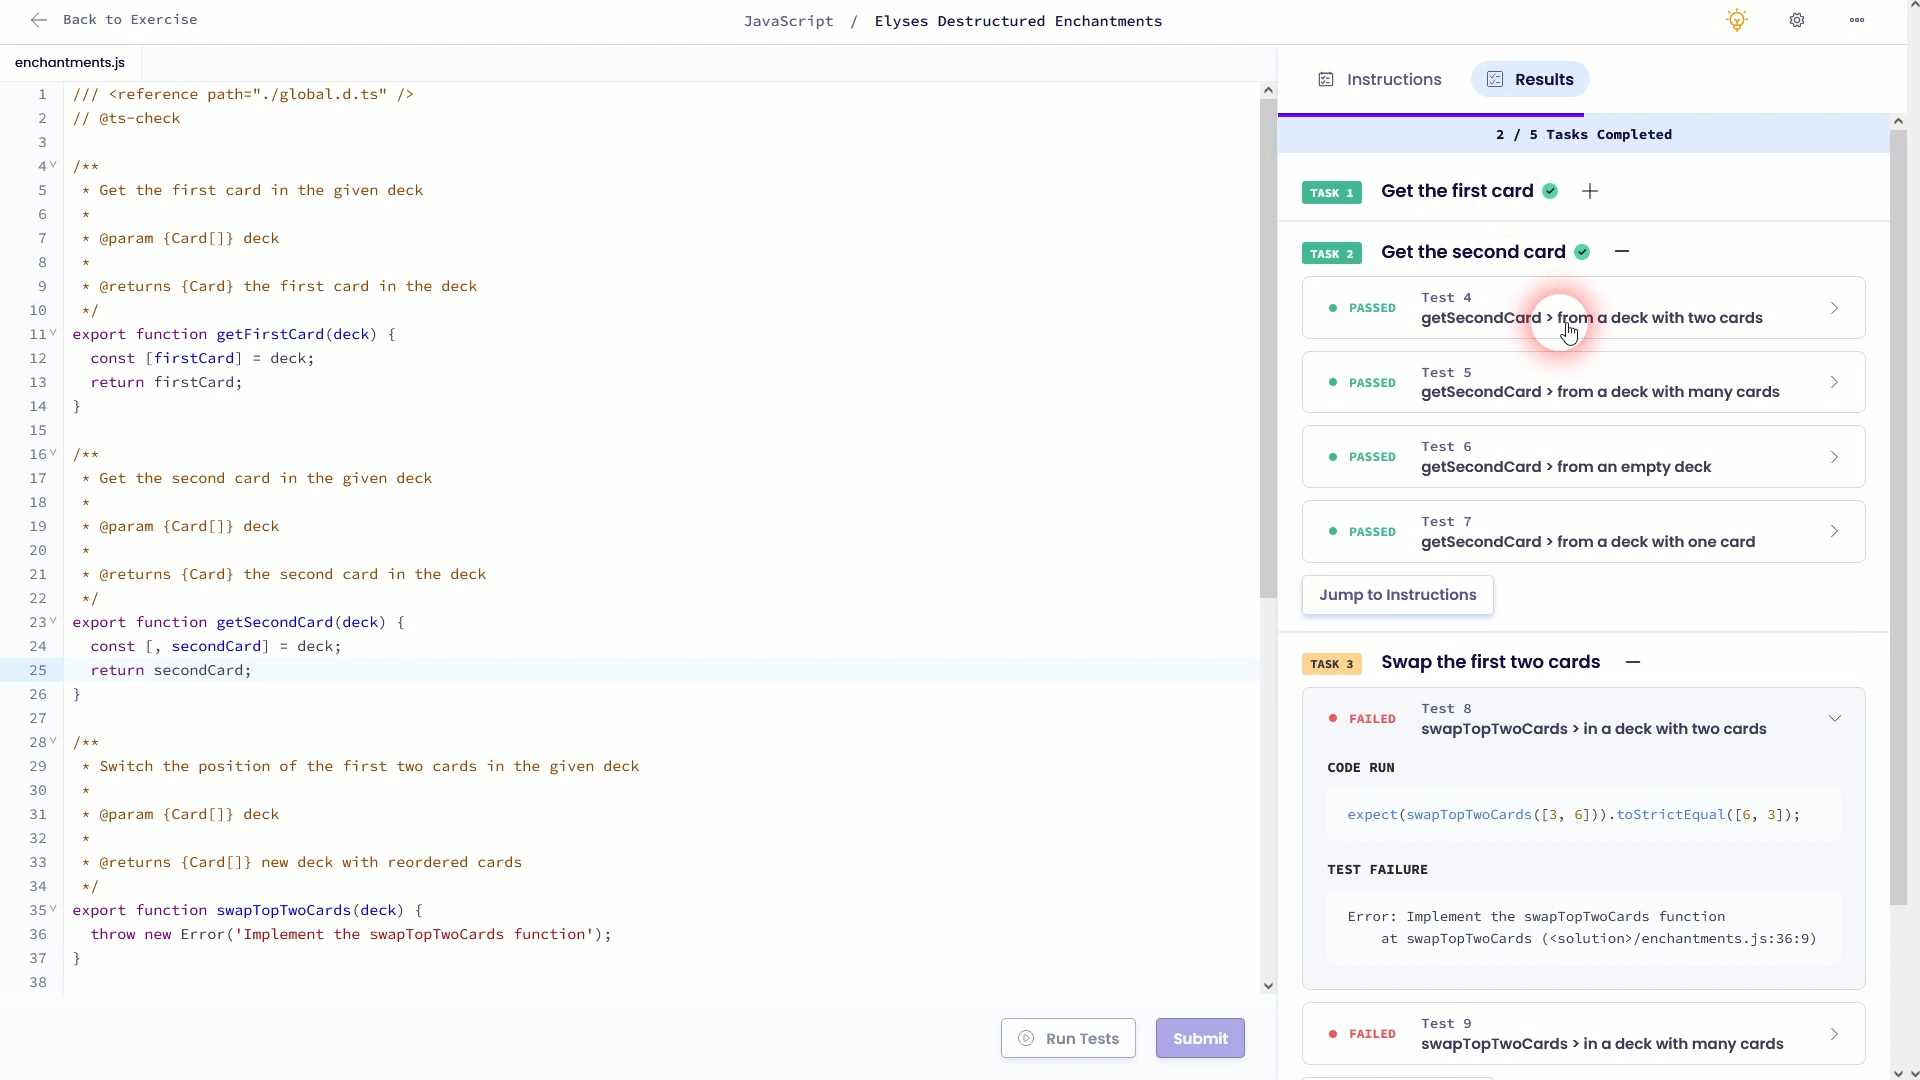 Back to Exercise
JavaScript / Elyses Destructured Enchantments
enchantments.js
1 /// <reference path="./global.d.ts" />
2 // @ts-check
3
4 /**
5 * Get the first card in the given deck
6 *
7 * @param {Card[]} deck
8 *
9 * @returns {Card} the first card in the deck
10 */
11 export function getFirstCard(deck) {
12 const [firstCard] = deck;
13 return firstCard;
14 }
15
16 /**
17 * Get the second card in the given deck
18 *
19 * @param {Card[]} deck
20 *
21 * @returns {Card} the second card in the deck
22 */
23 export function getSecondCard(deck) {
24 const [, secondCard] = deck;
25 return secondCard;
26 }
27
28 /**
29 * Switch the position of the first two cards in the given deck
30 *
31 * @param {Card[]} deck
32 *
33 * @returns {Card[]} new deck with reordered cards
34 */
35 export function swapTopTwoCards(deck) {
36 throw new Error('Implement the swapTopTwoCards function');
37 }
38
Run Tests
Submit
Instructions
Results
2 / 5 Tasks Completed
TASK 1 Get the first card
TASK 2 Get the second card
Test 4
PASSED getSecondCard > from a deck with two cards
Test 5
PASSED getSecondCard > from a deck with many cards
Test 6
PASSED getSecondCard > from an empty deck
Test 7
PASSED getSecondCard > from a deck with one card
Jump to Instructions
TASK 3 Swap the first two cards
Test 8
FAILED swapTopTwoCards > in a deck with two cards
CODE RUN
expect(swapTopTwoCards([3, 6])).toStrictEqual([6, 3]);
TEST FAILURE
Error: Implement the swapTopTwoCards function
at swapTopTwoCards (<solution>/enchantments.js:36:9)
Test 9
FAILED swapTopTwoCards > in a deck with many cards